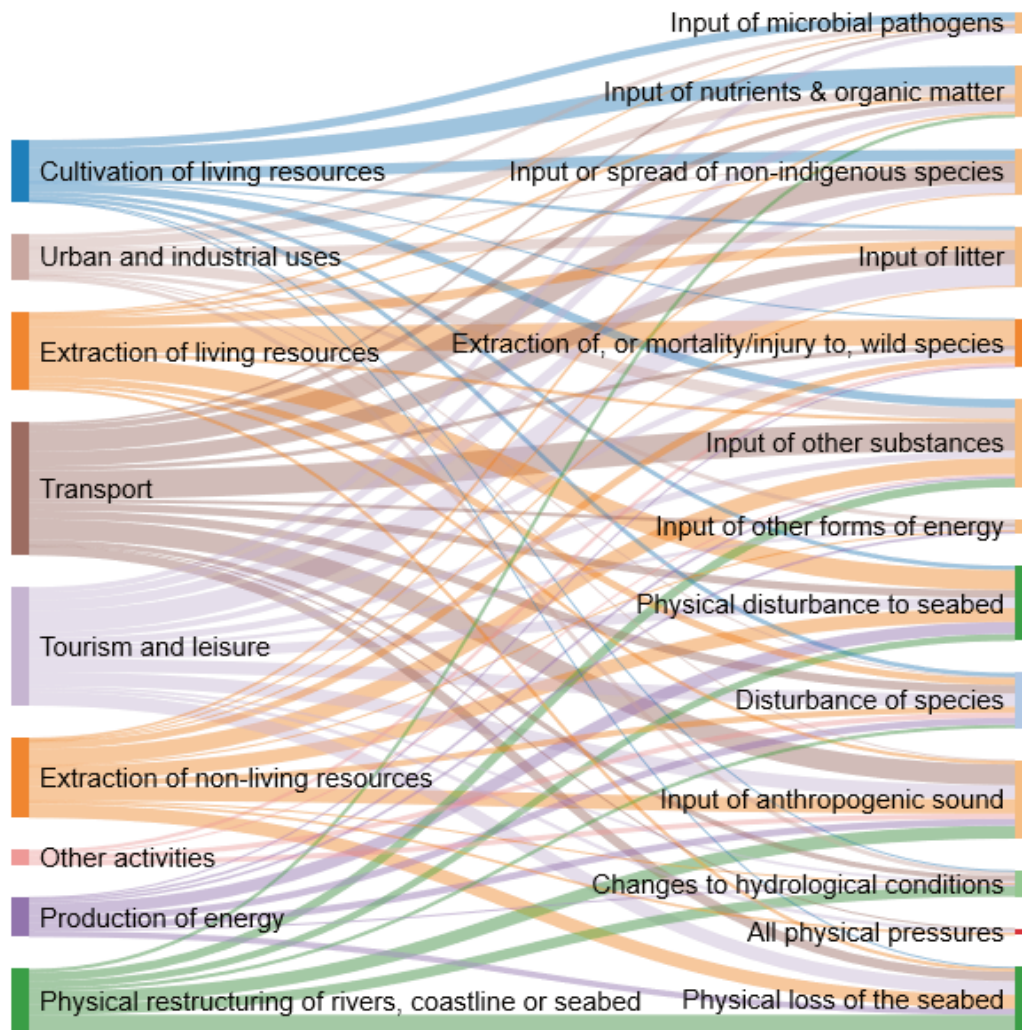 Input of microbial pathogens
Input of nutrients & organic matter
Cultivation of living resources
Input or spread of non-indigenous species
Urban and industrial uses
Input of litter
Extraction of living resources
Extraction of, or mortality/injury to, wild species
Input of other substances
Transport
Input of other forms of energy
Physical disturbance to seabed
Tourism and leisure
Disturbance of species
Extraction of non-living resources
Input of anthropogenic sound
Other activities
Changes to hydrological conditions
Production of energy
All physical pressures
Physical restructuring of rivers, coastline or seabed
Physical loss of the seabed